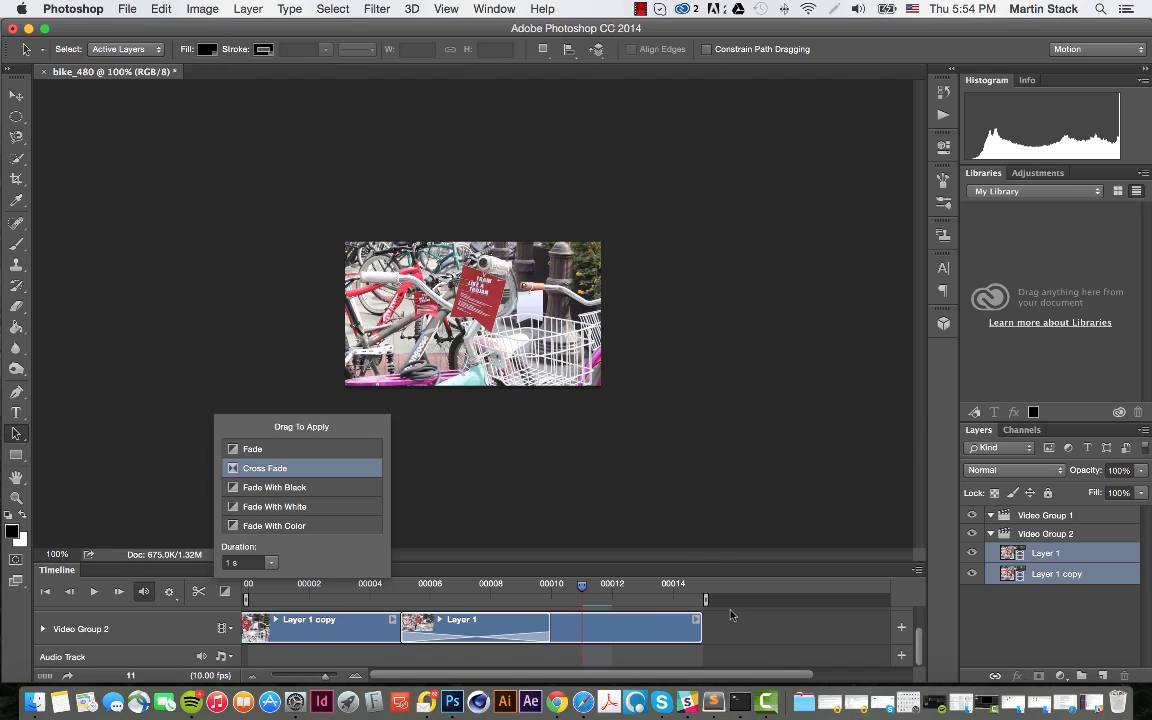 Photoshop File Edit Image Layer Type Select Filter 3D View Window Help
2
Thu 5:54 PM Martin Stack
Adobe Photoshop CC 2014
Select: Active Layers Fill: Stroke: W: H: Align Edges Constrain Path Dragging Motion
bike_480 @ 100% (RGB/8) *
Histogram Info
Libraries Adjustments
My Library
Drag anything here from
your document
Learn more about Libraries
TRAIN
LIKE A
TROJAN
Drag To Apply
Fade
Cross Fade
Fade With Black
Fade With White
Fade With Color
Duration:
1 s
Layers Channels
Kind
Normal Opacity: 100%
Lock: Fill: 100%
Video Group 1
Video Group 2
Layer 1
Layer 1 copy
100% Doc: 675.0K/1.32M
Timeline
00 00002 00004 00006 00008 00010 00012 00014
Video Group 2 Layer 1 copy Layer 1
Audio Track
11 (10.00 fps)